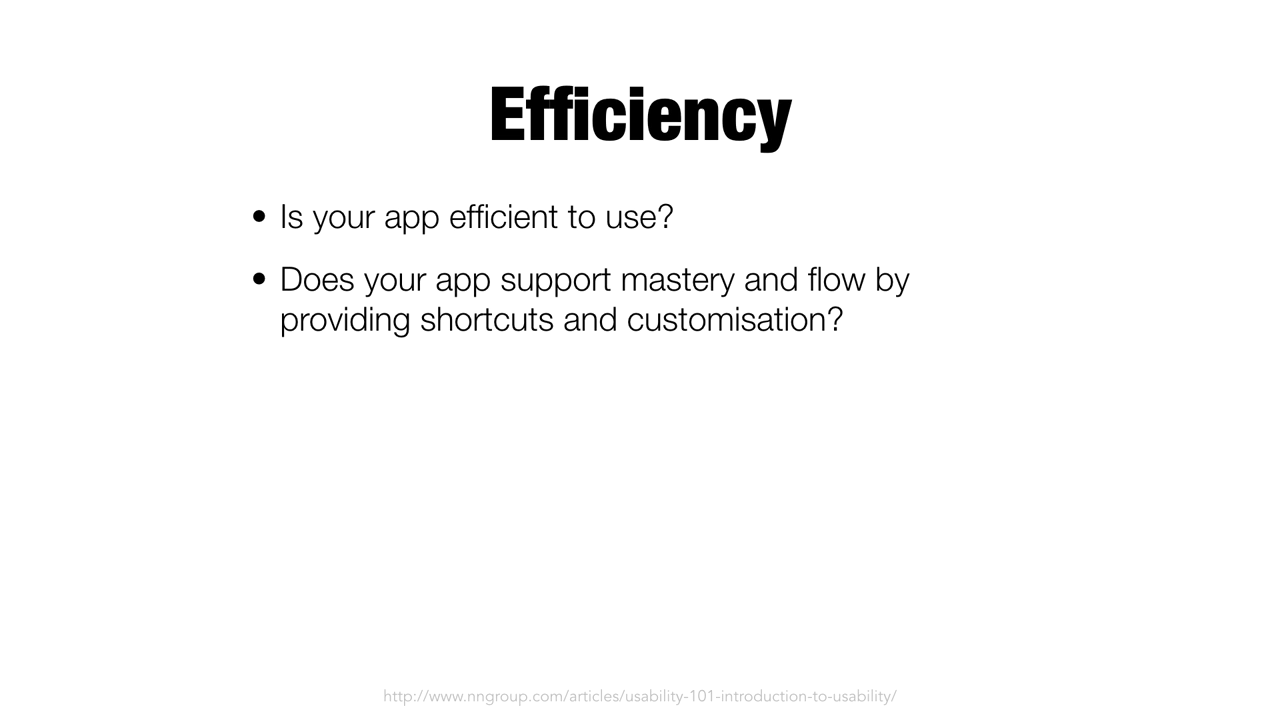 Efficiency
• Is your app efficient to use?
• Does your app support mastery and flow by
providing shortcuts and customisation?
http://www.nngroup.com/articles/usability-101-introduction-to-usability/